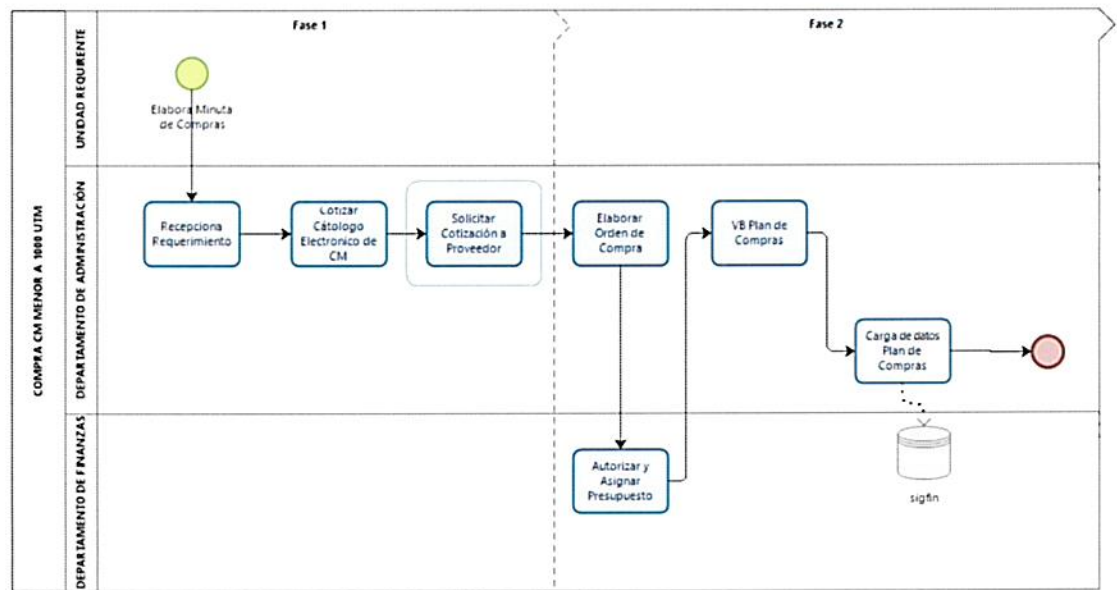 Fase 1
Fase 2
COMPRA CM MENOR A 1000 UTM
UNIDAD REQUIRENTE
Elabora Minuta
de Compras
DEPARTAMENTO DE ADMINISTRACIÓN
Recepciona
Requerimiento
Cotizar
Cátologo
Electronico de
CM
Solicitar
Cotización a
Proveedor
Elaborar
Orden de
Compra
VB Plan de
Compras
Carga de datos
Plan de
Compras
DEPARTAMENTO DE FINANZAS
Autorizar y
Asignar
Presupuesto
sigfin